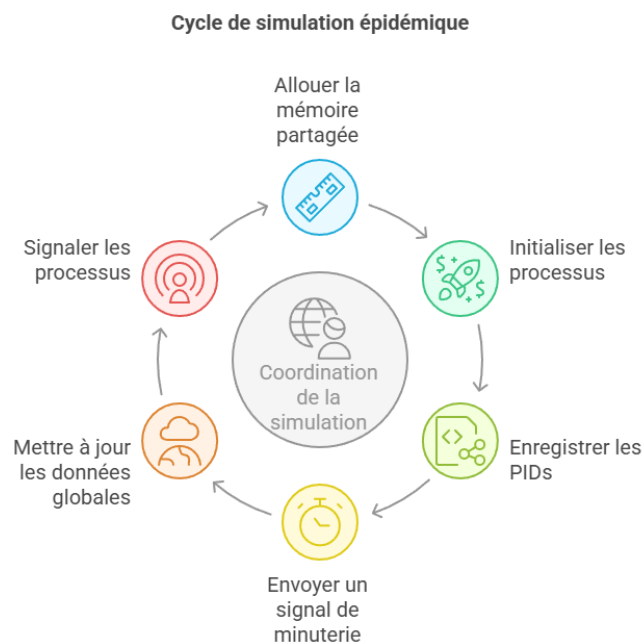 Cycle de simulation épidémique
Allouer la
mémoire
partagée
Initialiser les
processus
Enregistrer les
PIDs
Envoyer un
signal de
minuterie
Mettre à jour
les données
globales
Signaler les
processus
Coordination
de la
simulation